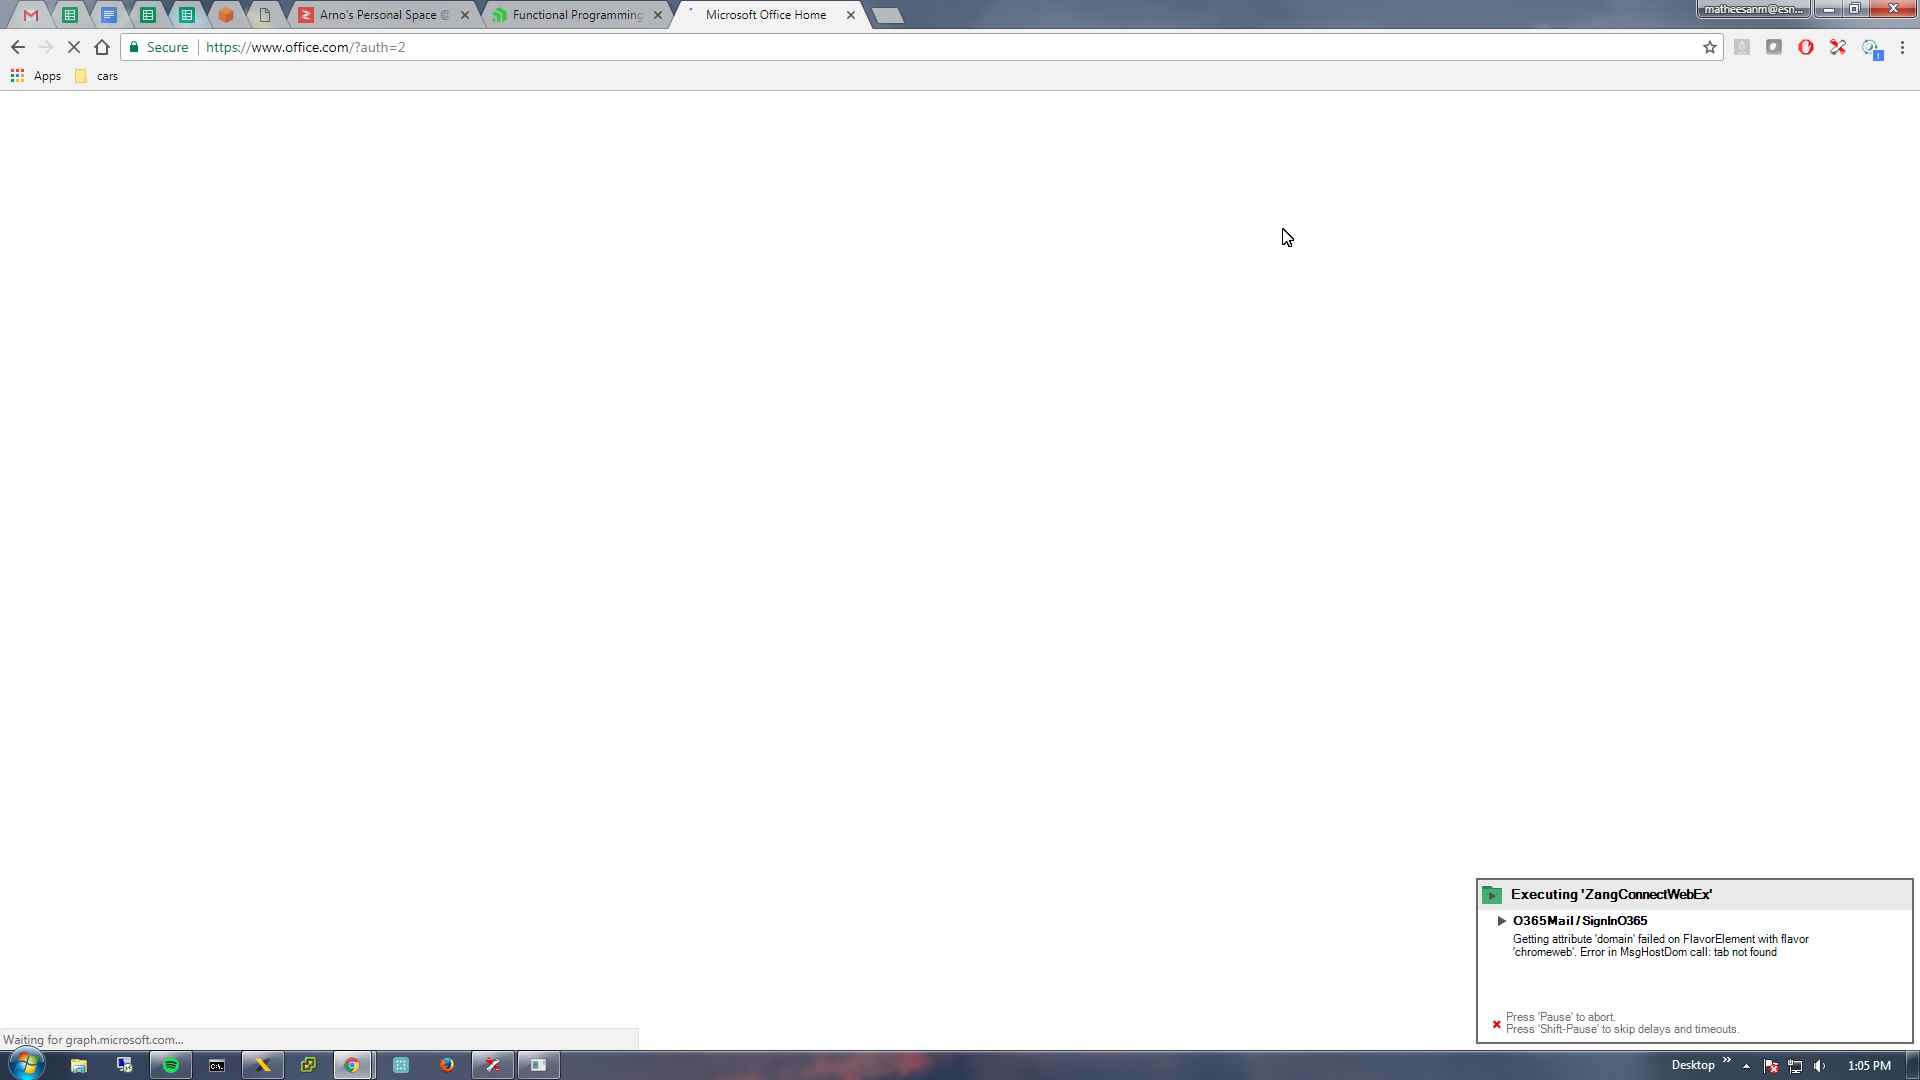 Arno's Personal Space
Functional Programming
Microsoft Office Home
matheesanm@esn...
Secure
https://www.office.com/?auth=2
Apps
cars
Executing 'ZangConnectWebEx'
O365Mail / SignInO365
Getting attribute 'domain' failed on FlavorElement with flavor
'chromeweb'. Error in MsgHostDom call: tab not found
Press 'Pause' to abort.
Press 'Shift-Pause' to skip delays and timeouts.
Waiting for graph.microsoft.com...
Desktop
1:05 PM